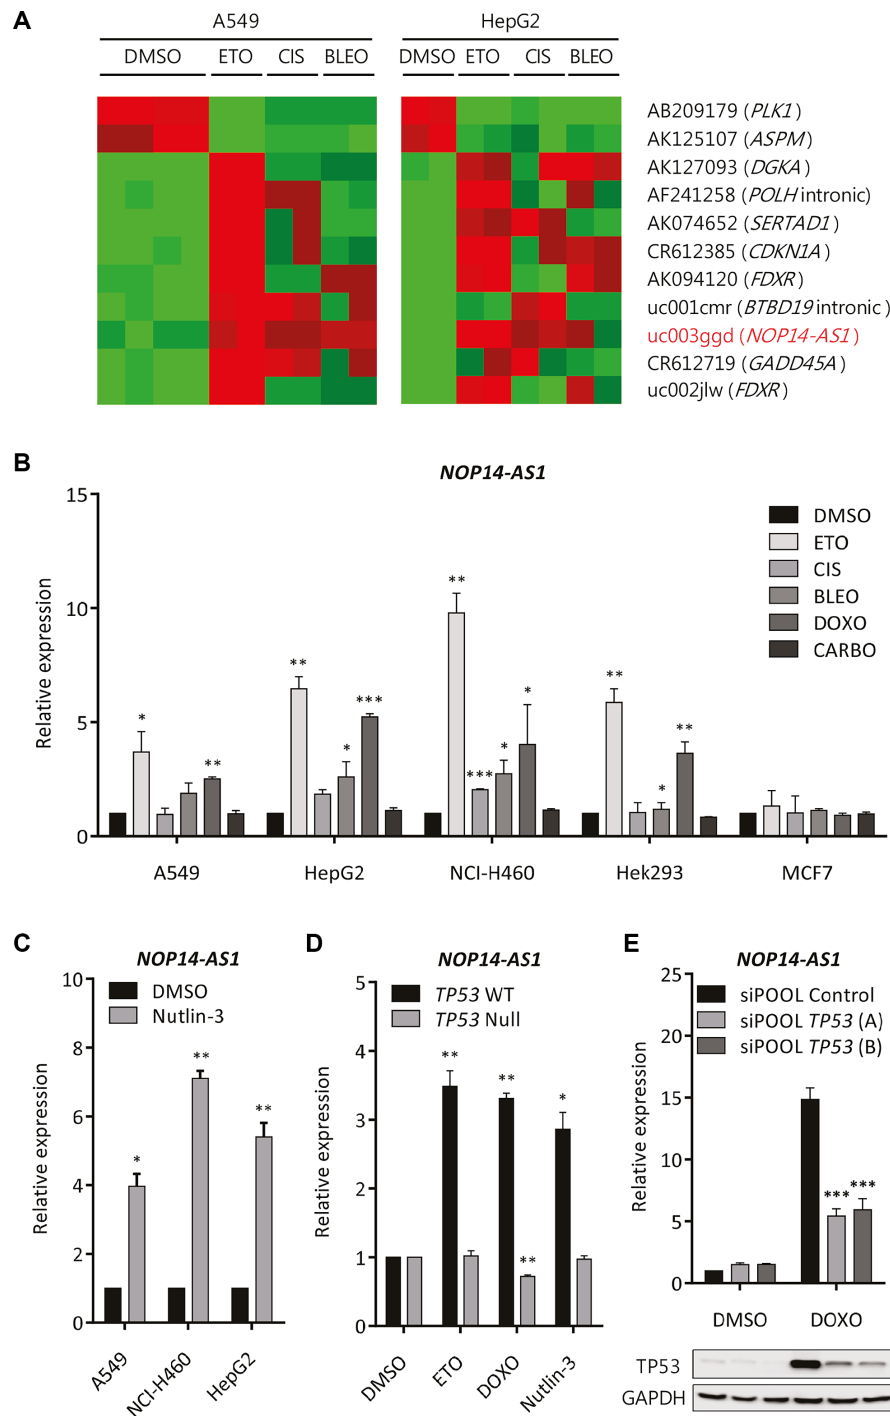 A
A549 HepG2
DMSO ETO CIS BLEO DMSO ETO CIS BLEO
AB209179 (PLK1)
AK125107 (ASPM)
AK127093 (DGKA)
AF241258 (POLH intronic)
AK074652 (SERTAD1)
CR612385 (CDKN1A)
AK094120 (FDXR)
uc001cmr (BTBD19 intronic)
uc003ggd (NOP14-AS1)
CR612719 (GADD45A)
uc002jlw (FDXR)
B
NOP14-AS1
Relative expression
15
10
5
0
DMSO
ETO
CIS
BLEO
DOXO
CARBO
* ** ** * *** ** *** * * ** * **
A549 HepG2 NCI-H460 Hek293 MCF7
C
NOP14-AS1
DMSO
Nutlin-3
Relative expression
10
8
6
4
2
0
* ** **
A549 NCI-H460 HepG2
D
NOP14-AS1
TP53 WT
TP53 Null
Relative expression
5
4
3
2
1
0
** ** ** *
DMSO ETO DOXO Nutlin-3
E
NOP14-AS1
siPOOL Control
siPOOL TP53 (A)
siPOOL TP53 (B)
Relative expression
25
20
15
10
5
0
*** ***
DMSO DOXO
TP53
GAPDH